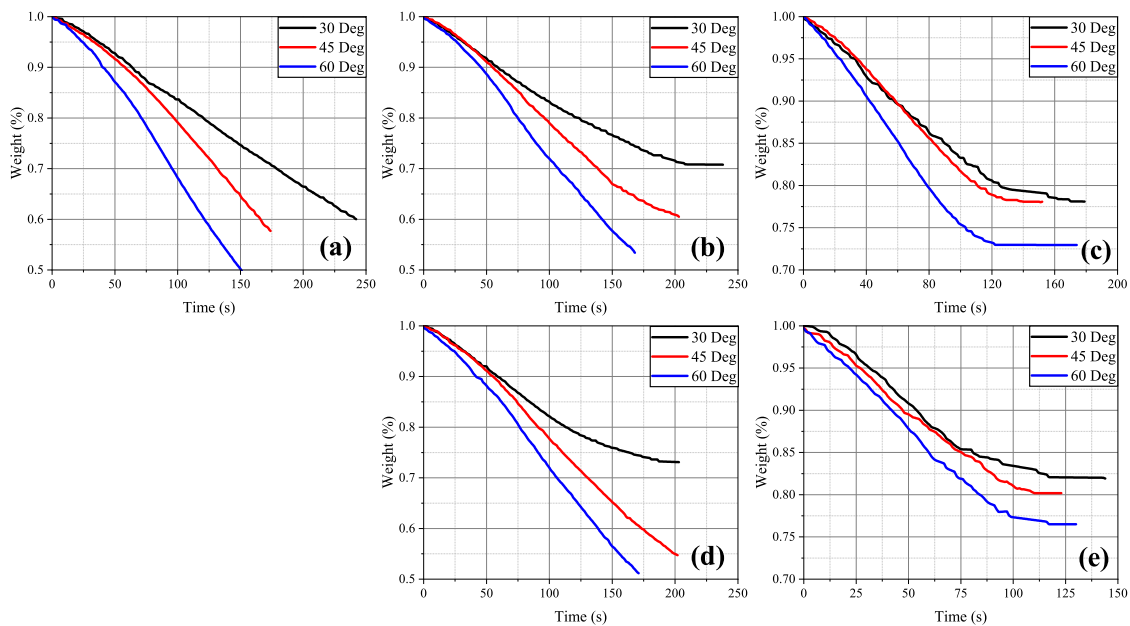 1.0
0.9
0.8
0.7
0.6
0.5
Weight (%)
0 50 100 150 200 250
Time (s)
30 Deg
45 Deg
60 Deg
(a)
1.0
0.9
0.8
0.7
0.6
0.5
Weight (%)
0 50 100 150 200 250
Time (s)
30 Deg
45 Deg
60 Deg
(b)
1.00
0.95
0.90
0.85
0.80
0.75
0.70
Weight (%)
0 40 80 120 160 200
Time (s)
30 Deg
45 Deg
60 Deg
(c)
1.0
0.9
0.8
0.7
0.6
0.5
Weight (%)
0 50 100 150 200 250
Time (s)
30 Deg
45 Deg
60 Deg
(d)
1.00
0.95
0.90
0.85
0.80
0.75
0.70
Weight (%)
0 25 50 75 100 125 150
Time (s)
30 Deg
45 Deg
60 Deg
(e)